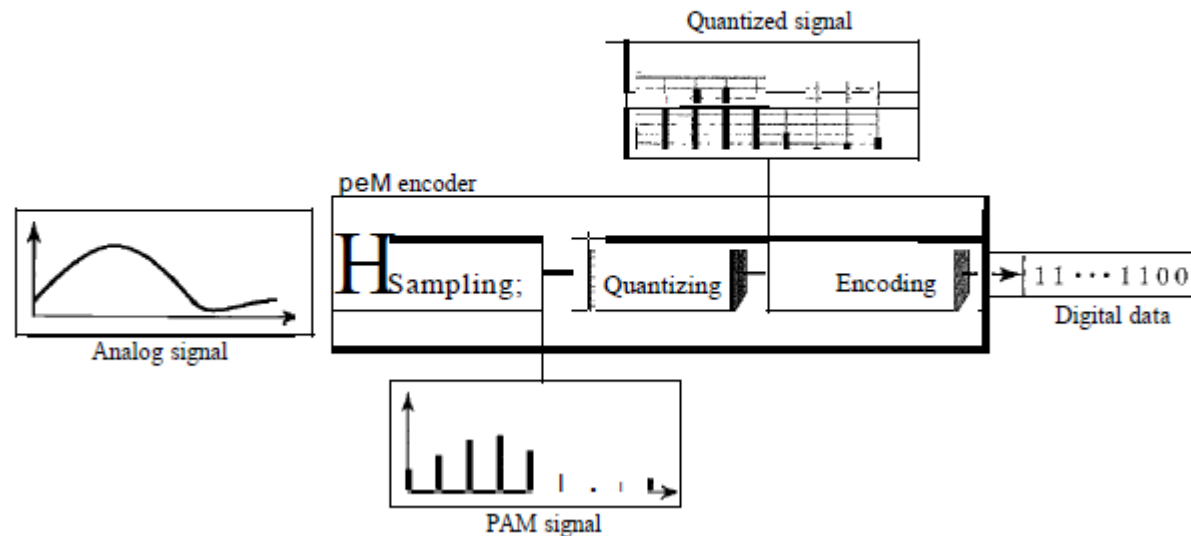 Quantized signal
peM encoder
H
Sampling;
Quantizing
Encoding
11 ··· 1100
Digital data
Analog signal
PAM signal